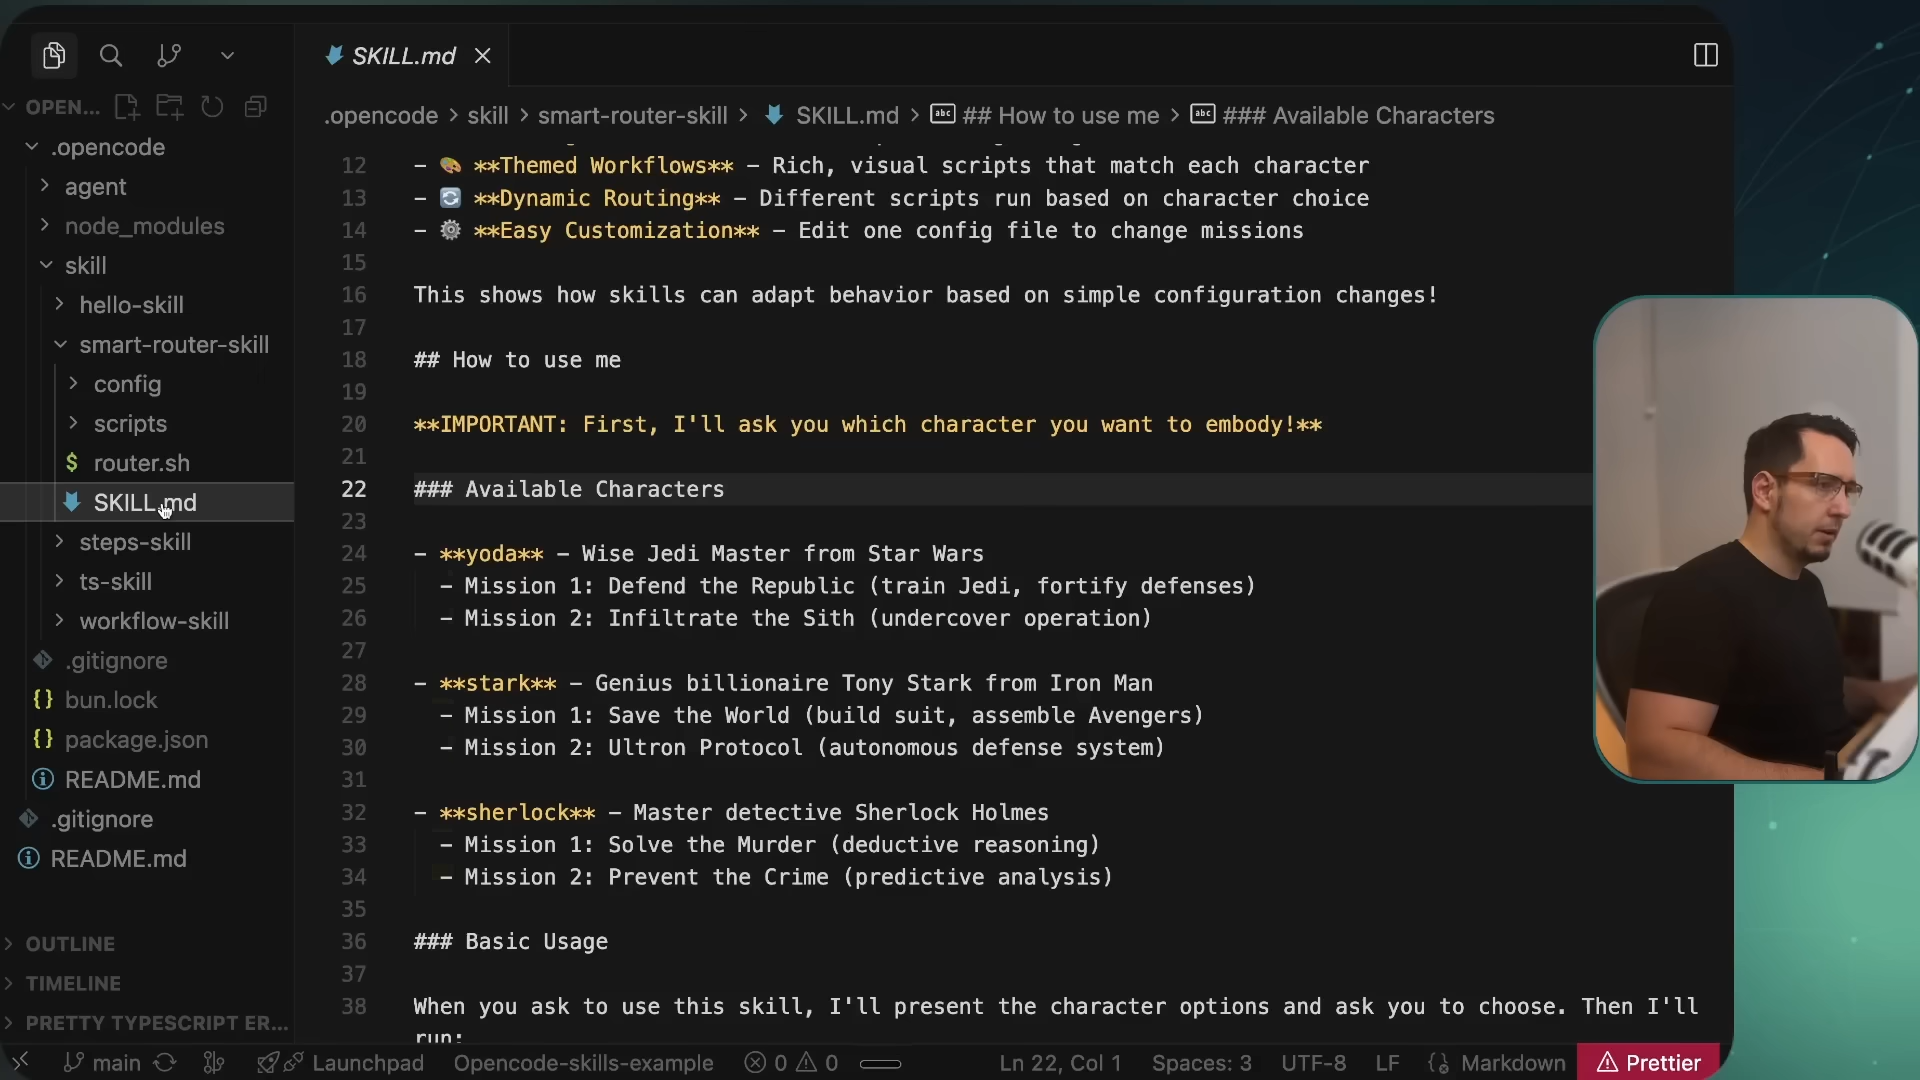 SKILL.md
OPEN...
.opencode > skill > smart-router-skill > SKILL.md > ## How to use me > ### Available Characters
.opencode
agent
node_modules
skill
hello-skill
smart-router-skill
config
scripts
router.sh
SKILL.md
steps-skill
ts-skill
workflow-skill
.gitignore
bun.lock
package.json
README.md
.gitignore
README.md
OUTLINE
TIMELINE
PRETTY TYPESCRIPT ER...
12 - 🎨 **Themed Workflows** - Rich, visual scripts that match each character
13 - 🔄 **Dynamic Routing** - Different scripts run based on character choice
14 - ⚙️ **Easy Customization** - Edit one config file to change missions
15
16 This shows how skills can adapt behavior based on simple configuration changes!
17
18 ## How to use me
19
20 **IMPORTANT: First, I'll ask you which character you want to embody!**
21
22 ### Available Characters
23
24 - **yoda** - Wise Jedi Master from Star Wars
25 - Mission 1: Defend the Republic (train Jedi, fortify defenses)
26 - Mission 2: Infiltrate the Sith (undercover operation)
27
28 - **stark** - Genius billionaire Tony Stark from Iron Man
29 - Mission 1: Save the World (build suit, assemble Avengers)
30 - Mission 2: Ultron Protocol (autonomous defense system)
31
32 - **sherlock** - Master detective Sherlock Holmes
33 - Mission 1: Solve the Murder (deductive reasoning)
34 - Mission 2: Prevent the Crime (predictive analysis)
35
36 ### Basic Usage
37
38 When you ask to use this skill, I'll present the character options and ask you to choose. Then I'll
run:
main Launchpad Opencode-skills-example 0 0 Ln 22, Col 1 Spaces: 3 UTF-8 LF {} Markdown Prettier